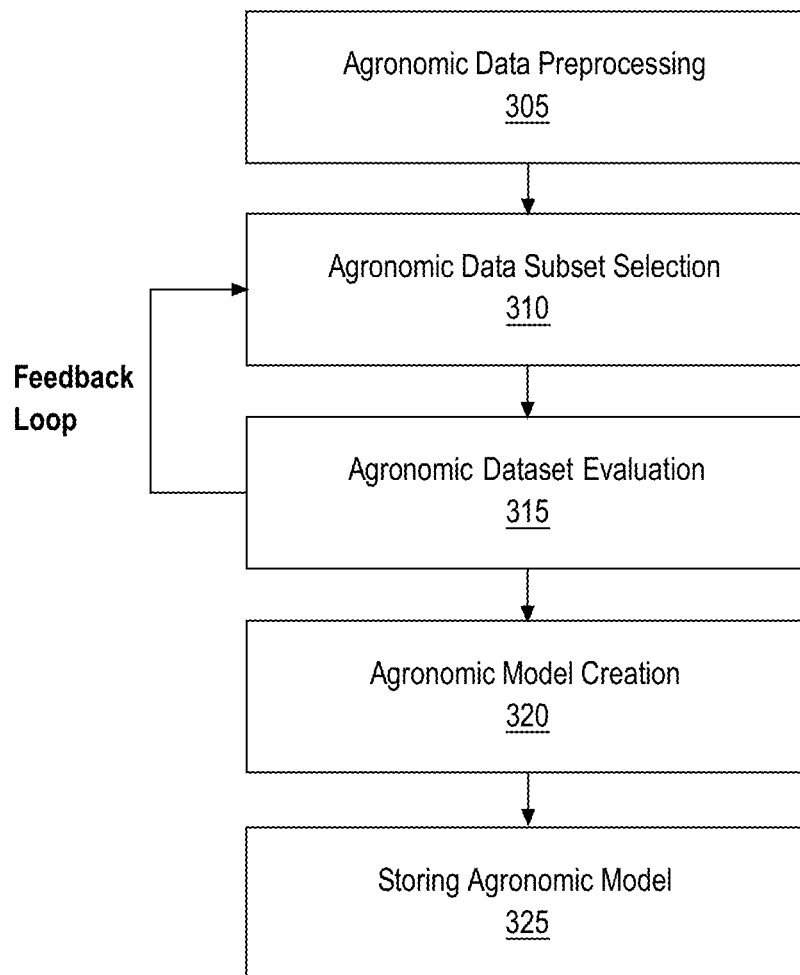 Agronomic Data Preprocessing
305
Agronomic Data Subset Selection
310
Feedback
Loop
Agronomic Dataset Evaluation
315
Agronomic Model Creation
320
Storing Agronomic Model
325